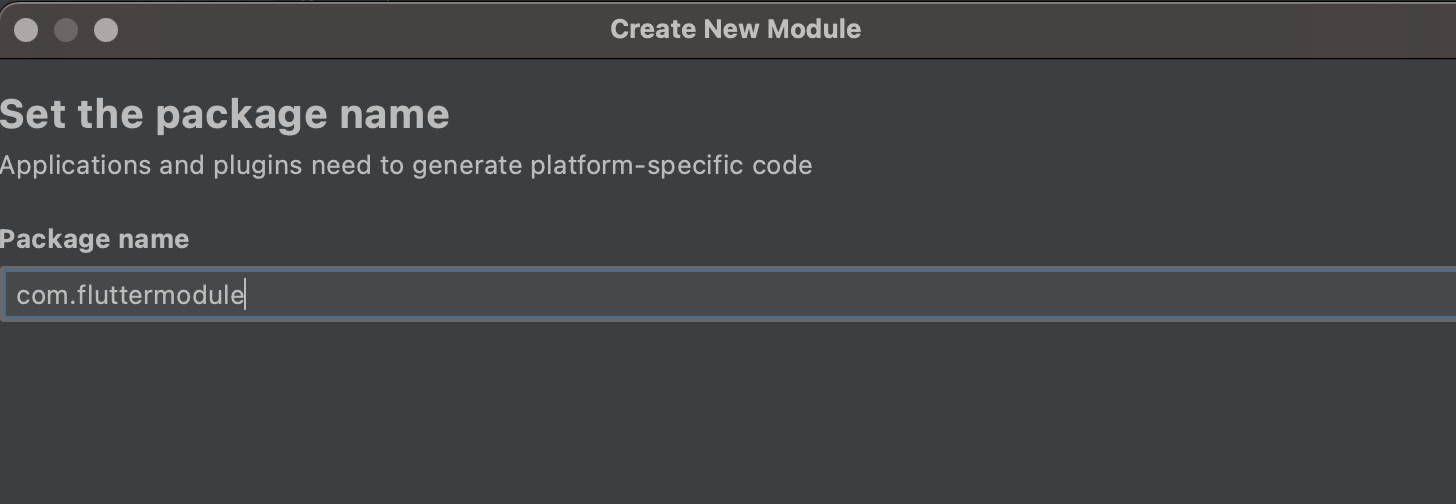 Create New Module
Set the package name
Applications and plugins need to generate platform-specific code
Package name
com.fluttermodule